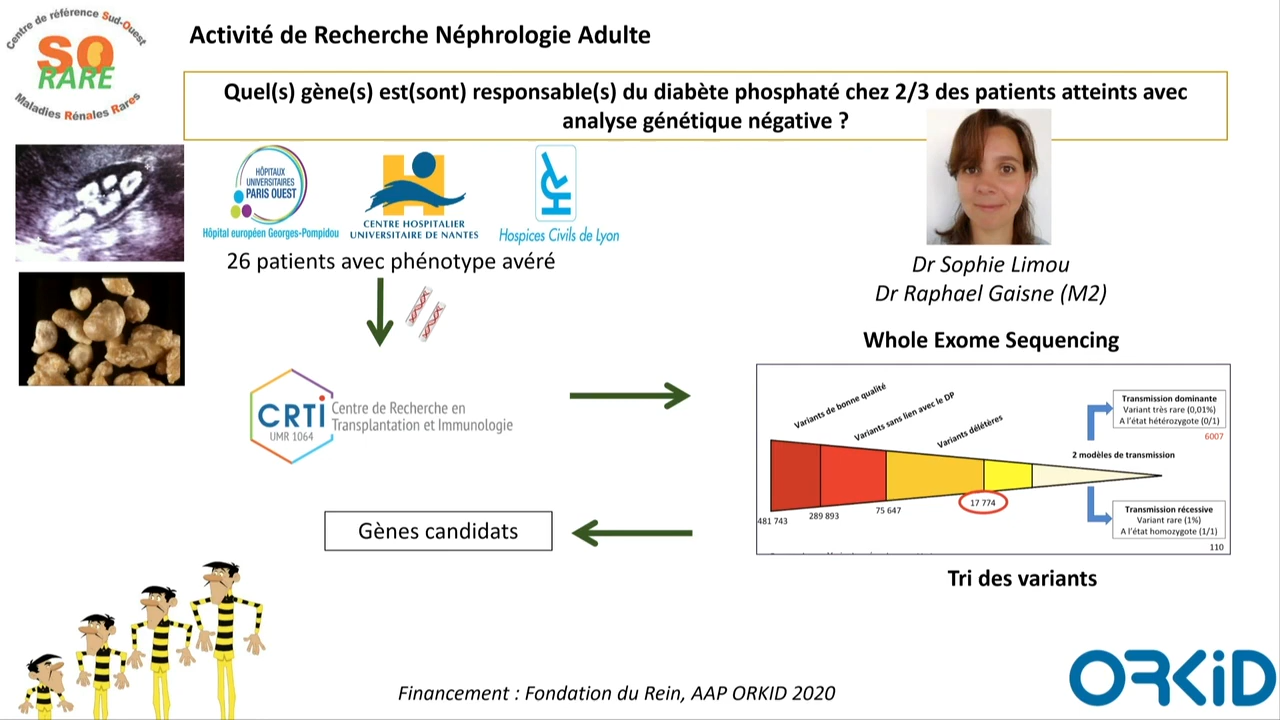 Centre de référence Sud-Ouest
SO
RARE
Maladies Rénales Rares
Activité de Recherche Néphrologie Adulte
Quel(s) gène(s) est(sont) responsable(s) du diabète phosphaté chez 2/3 des patients atteints avec
analyse génétique négative ?
HÔPITAUX
UNIVERSITAIRES
PARIS OUEST
Hôpital européen Georges-Pompidou
CENTRE HOSPITALIER
UNIVERSITAIRE DE NANTES
HCL
Hospices Civils de Lyon
26 patients avec phénotype avéré
Dr Sophie Limou
Dr Raphael Gaisne (M2)
Whole Exome Sequencing
CRTi
UMR 1064
Centre de Recherche en
Transplantation et Immunologie
Variants de bonne qualité
Variants sans lien avec le DP
Variants délétères
Transmission dominante
Variant très rare (0,01%)
A l'état hétérozygote (0/1)
6007
2 modèles de transmission
481 743
289 893
75 647
17 774
Transmission récessive
Variant rare (1%)
A l'état homozygote (1/1)
110
Gènes candidats
Tri des variants
Financement : Fondation du Rein, AAP ORKID 2020
ORKiD